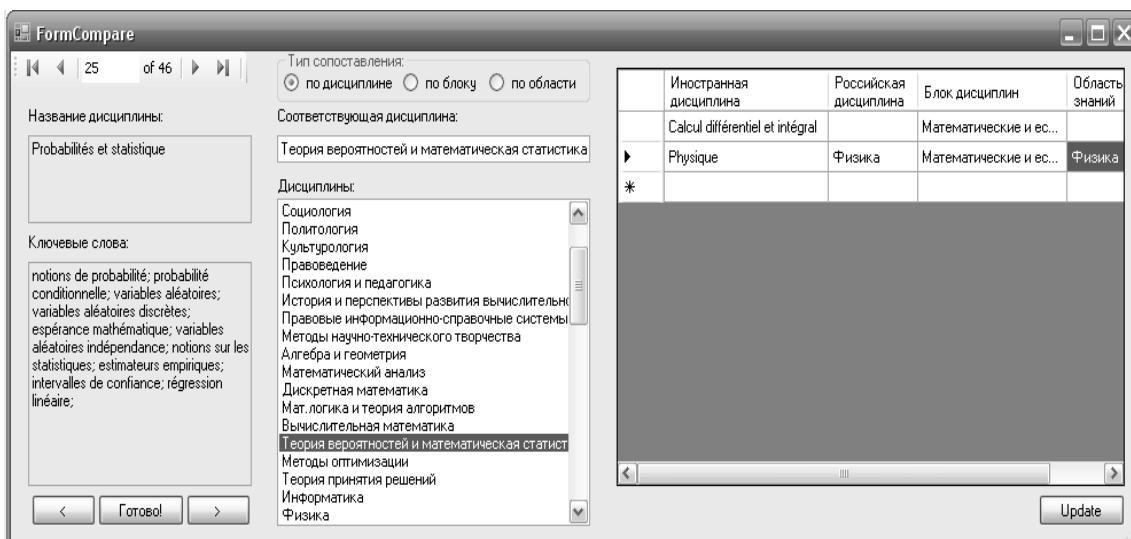 FormCompare
25 of 46
Название дисциплины:
Probabilités et statistique
Ключевые слова:
notions de probabilité; probabilité
conditionnelle; variables aléatoires;
variables aléatoires discrètes;
espérance mathématique; variables
aléatoires indépendance; notions sur les
statistiques; estimateurs empiriques;
intervalles de confiance; régression
linéaire;
< Готово! >
Тип сопоставления:
по дисциплине по блоку по области
Соответствующая дисциплина:
Теория вероятностей и математическая статистика
Дисциплины:
Социология
Политология
Культурология
Правоведение
Психология и педагогика
История и перспективы развития вычислительно
Правовые информационно-справочные системы
Методы научно-технического творчества
Алгебра и геометрия
Математический анализ
Дискретная математика
Мат.логика и теория алгоритмов
Вычислительная математика
Теория вероятностей и математическая статист
Методы оптимизации
Теория принятия решений
Информатика
Физика
Иностранная дисциплина Российская дисциплина Блок дисциплин Область знаний
Calcul différentiel et intégral Математические и ес...
Physique Физика Математические и ес... Физика
Update